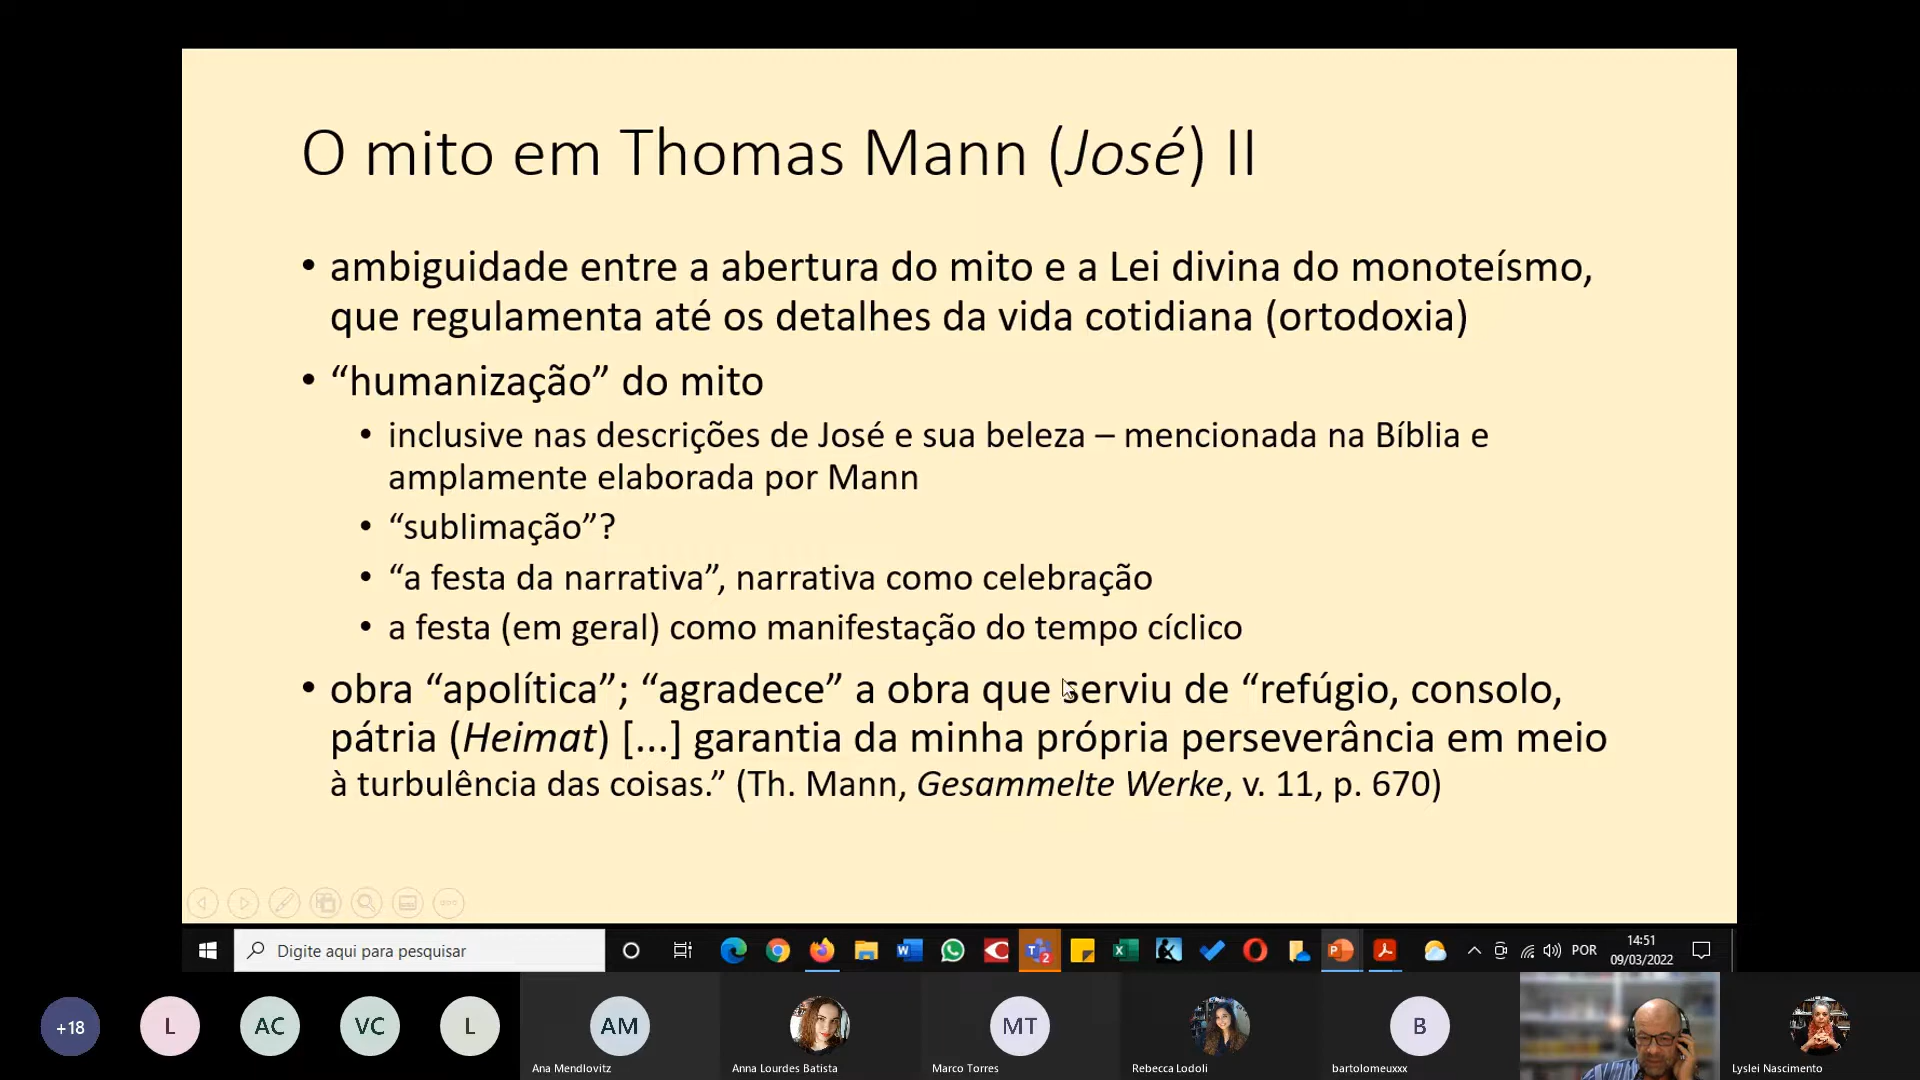 O mito em Thomas Mann (José) II
• ambiguidade entre a abertura do mito e a Lei divina do monoteísmo,
que regulamenta até os detalhes da vida cotidiana (ortodoxia)
• “humanização” do mito
• inclusive nas descrições de José e sua beleza – mencionada na Bíblia e
amplamente elaborada por Mann
• “sublimação”?
• “a festa da narrativa”, narrativa como celebração
• a festa (em geral) como manifestação do tempo cíclico
• obra “apolítica”; “agradece” a obra que serviu de “refúgio, consolo,
pátria (Heimat) [...] garantia da minha própria perseverância em meio
à turbulência das coisas.” (Th. Mann, Gesammelte Werke, v. 11, p. 670)
Digite aqui para pesquisar
POR
14:51
09/03/2022
+18
L
AC
VC
L
AM
MT
B
Ana Mendlovitz
Anna Lourdes Batista
Marco Torres
Rebecca Lodoli
bartolomeuxxx
Lyslei Nascimento